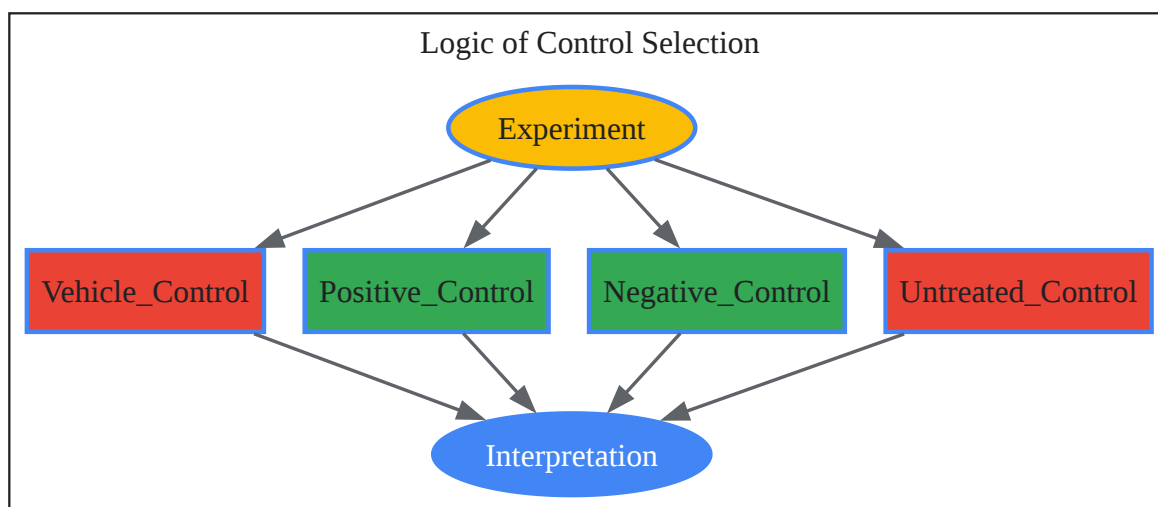 Logic of Control Selection
Experiment
Vehicle_Control
Positive_Control
Negative_Control
Untreated_Control
Interpretation